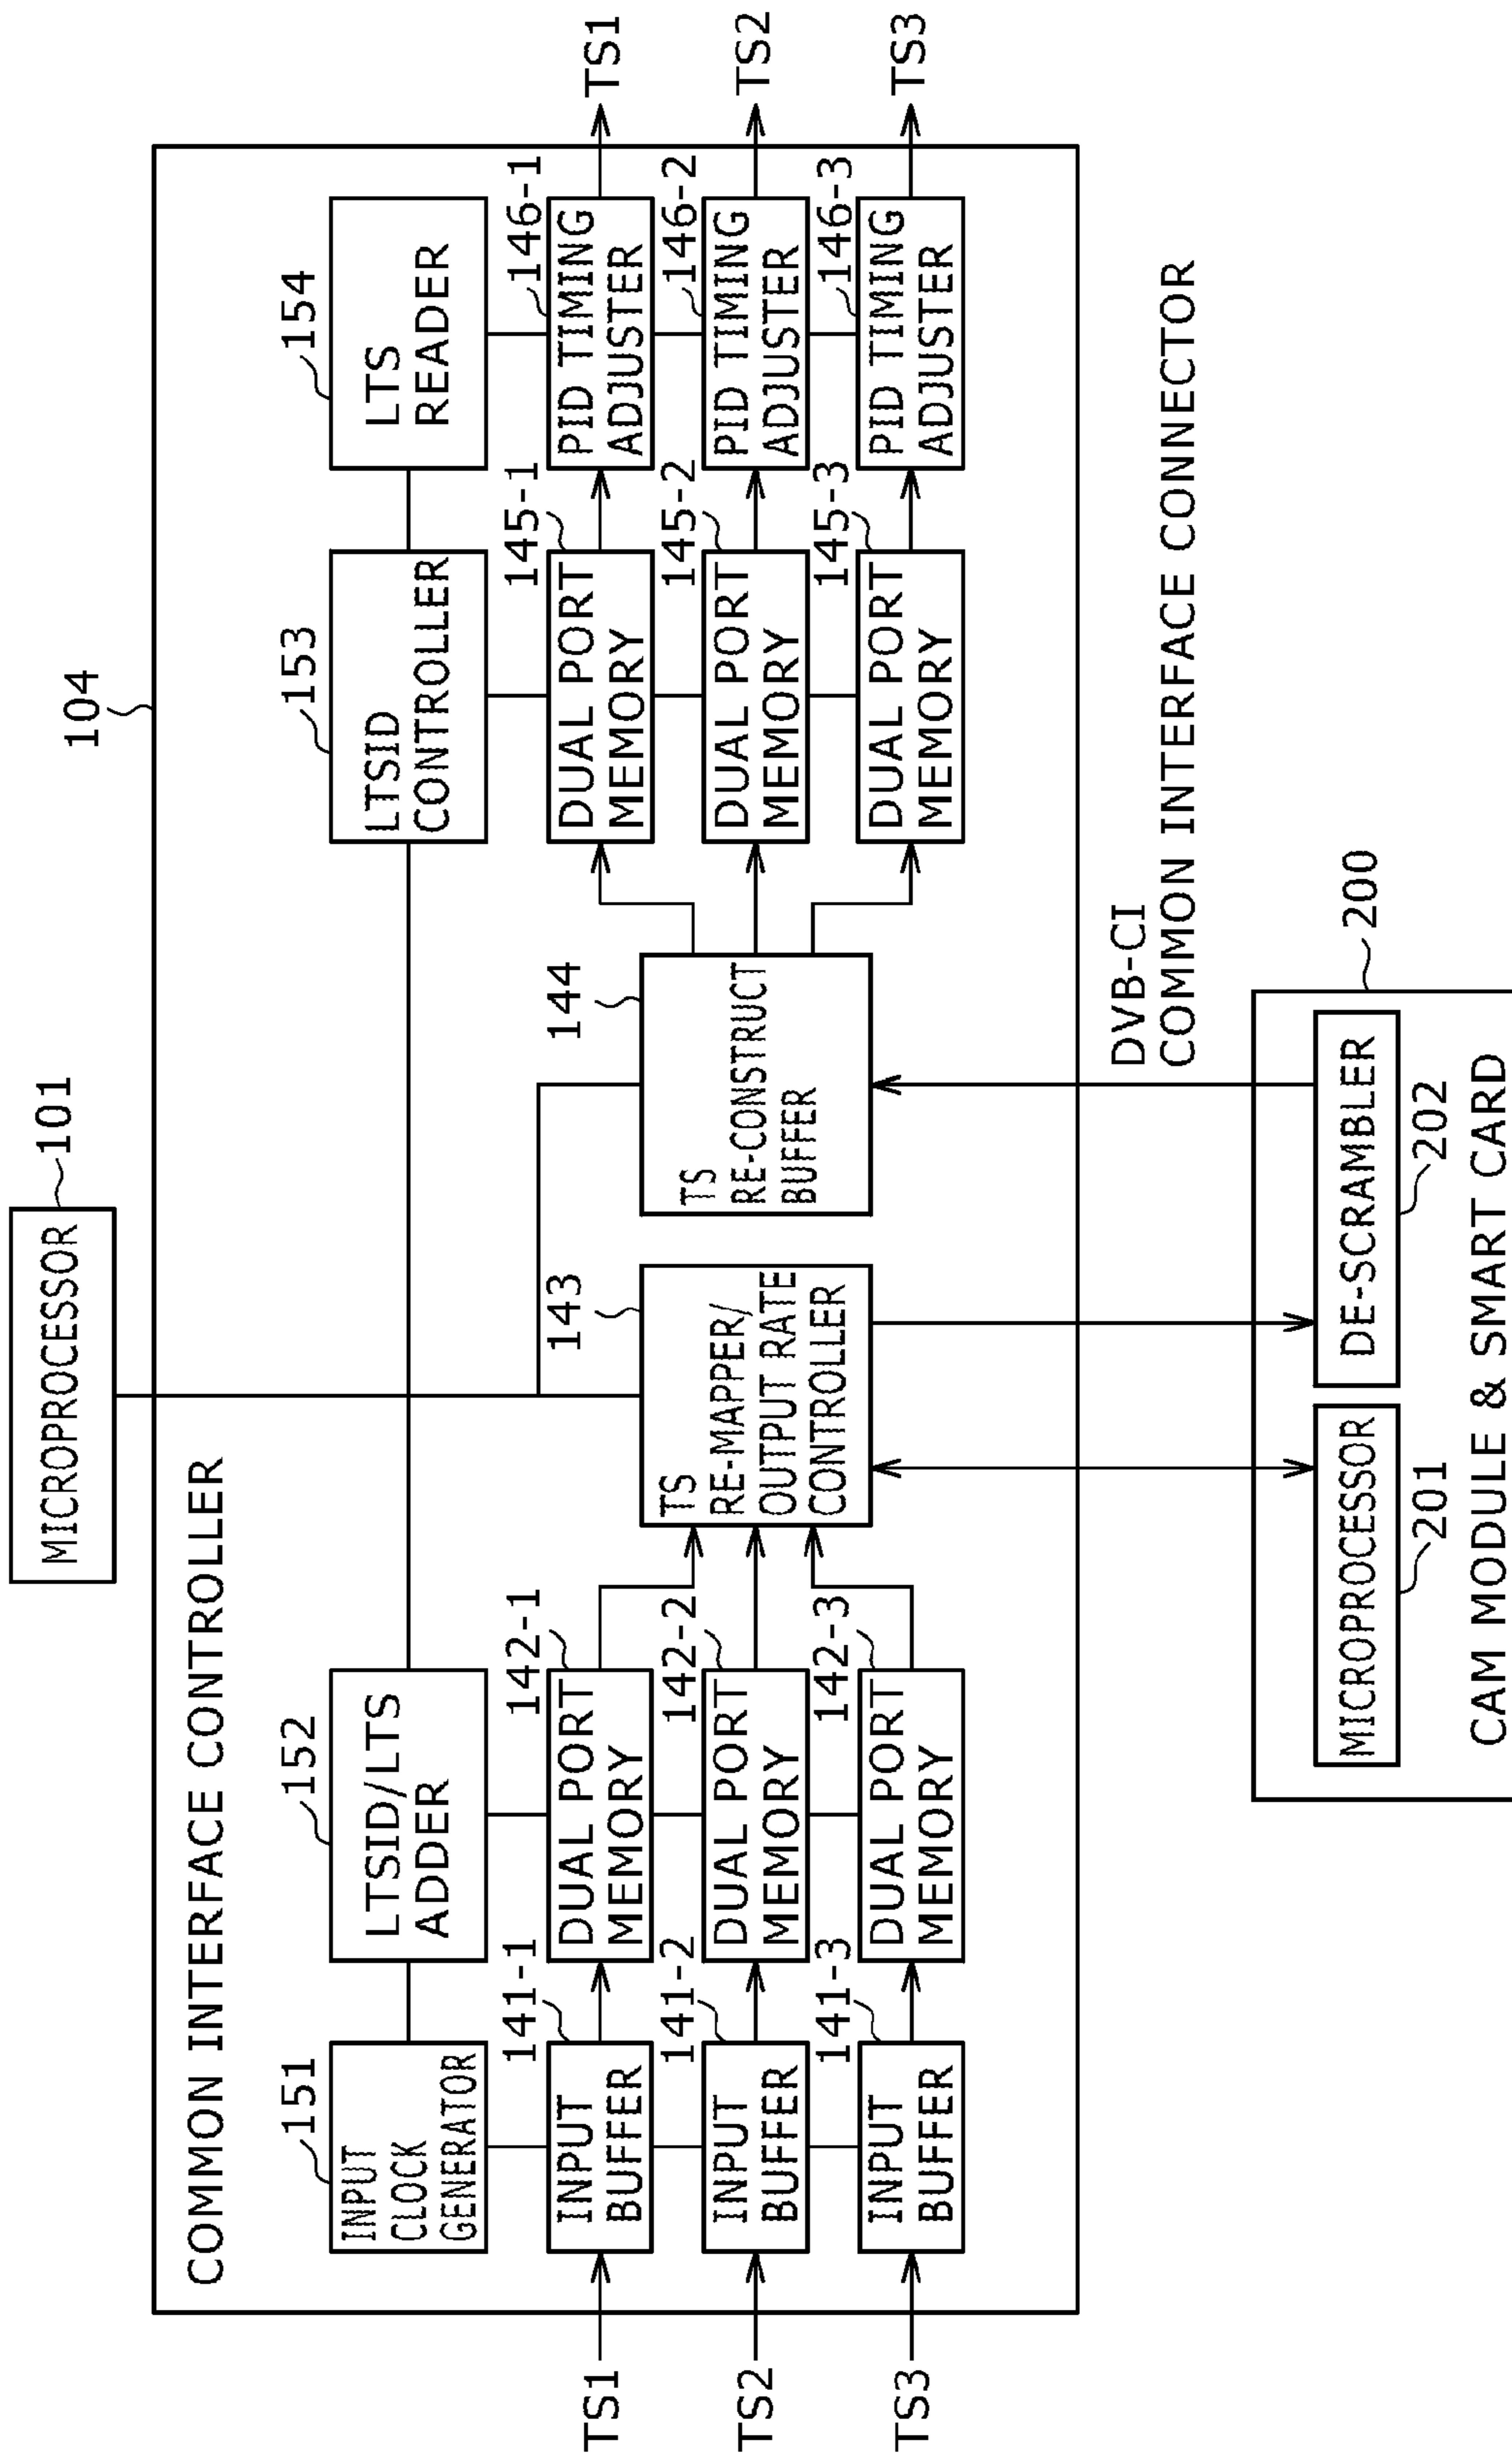 MICROPROCESSOR
101
104
COMMON INTERFACE CONTROLLER
151
INPUT
CLOCK
GENERATOR
152
LTSID/LTS
ADDER
153
LTSID
CONTROLLER
154
LTS
READER
TS1
141-1
INPUT
BUFFER
142-1
DUAL PORT
MEMORY
145-1
DUAL PORT
MEMORY
146-1
PID TIMING
ADJUSTER
TS1
TS2
141-2
INPUT
BUFFER
142-2
DUAL PORT
MEMORY
145-2
DUAL PORT
MEMORY
146-2
PID TIMING
ADJUSTER
TS2
TS3
141-3
INPUT
BUFFER
142-3
DUAL PORT
MEMORY
145-3
DUAL PORT
MEMORY
146-3
PID TIMING
ADJUSTER
TS3
143
TS
RE-MAPPER/
OUTPUT RATE
CONTROLLER
144
TS
RE-CONSTRUCT
BUFFER
DVB-CI
COMMON INTERFACE CONNECTOR
200
MICROPROCESSOR
201
DE-SCRAMBLER
202
CAM MODULE & SMART CARD